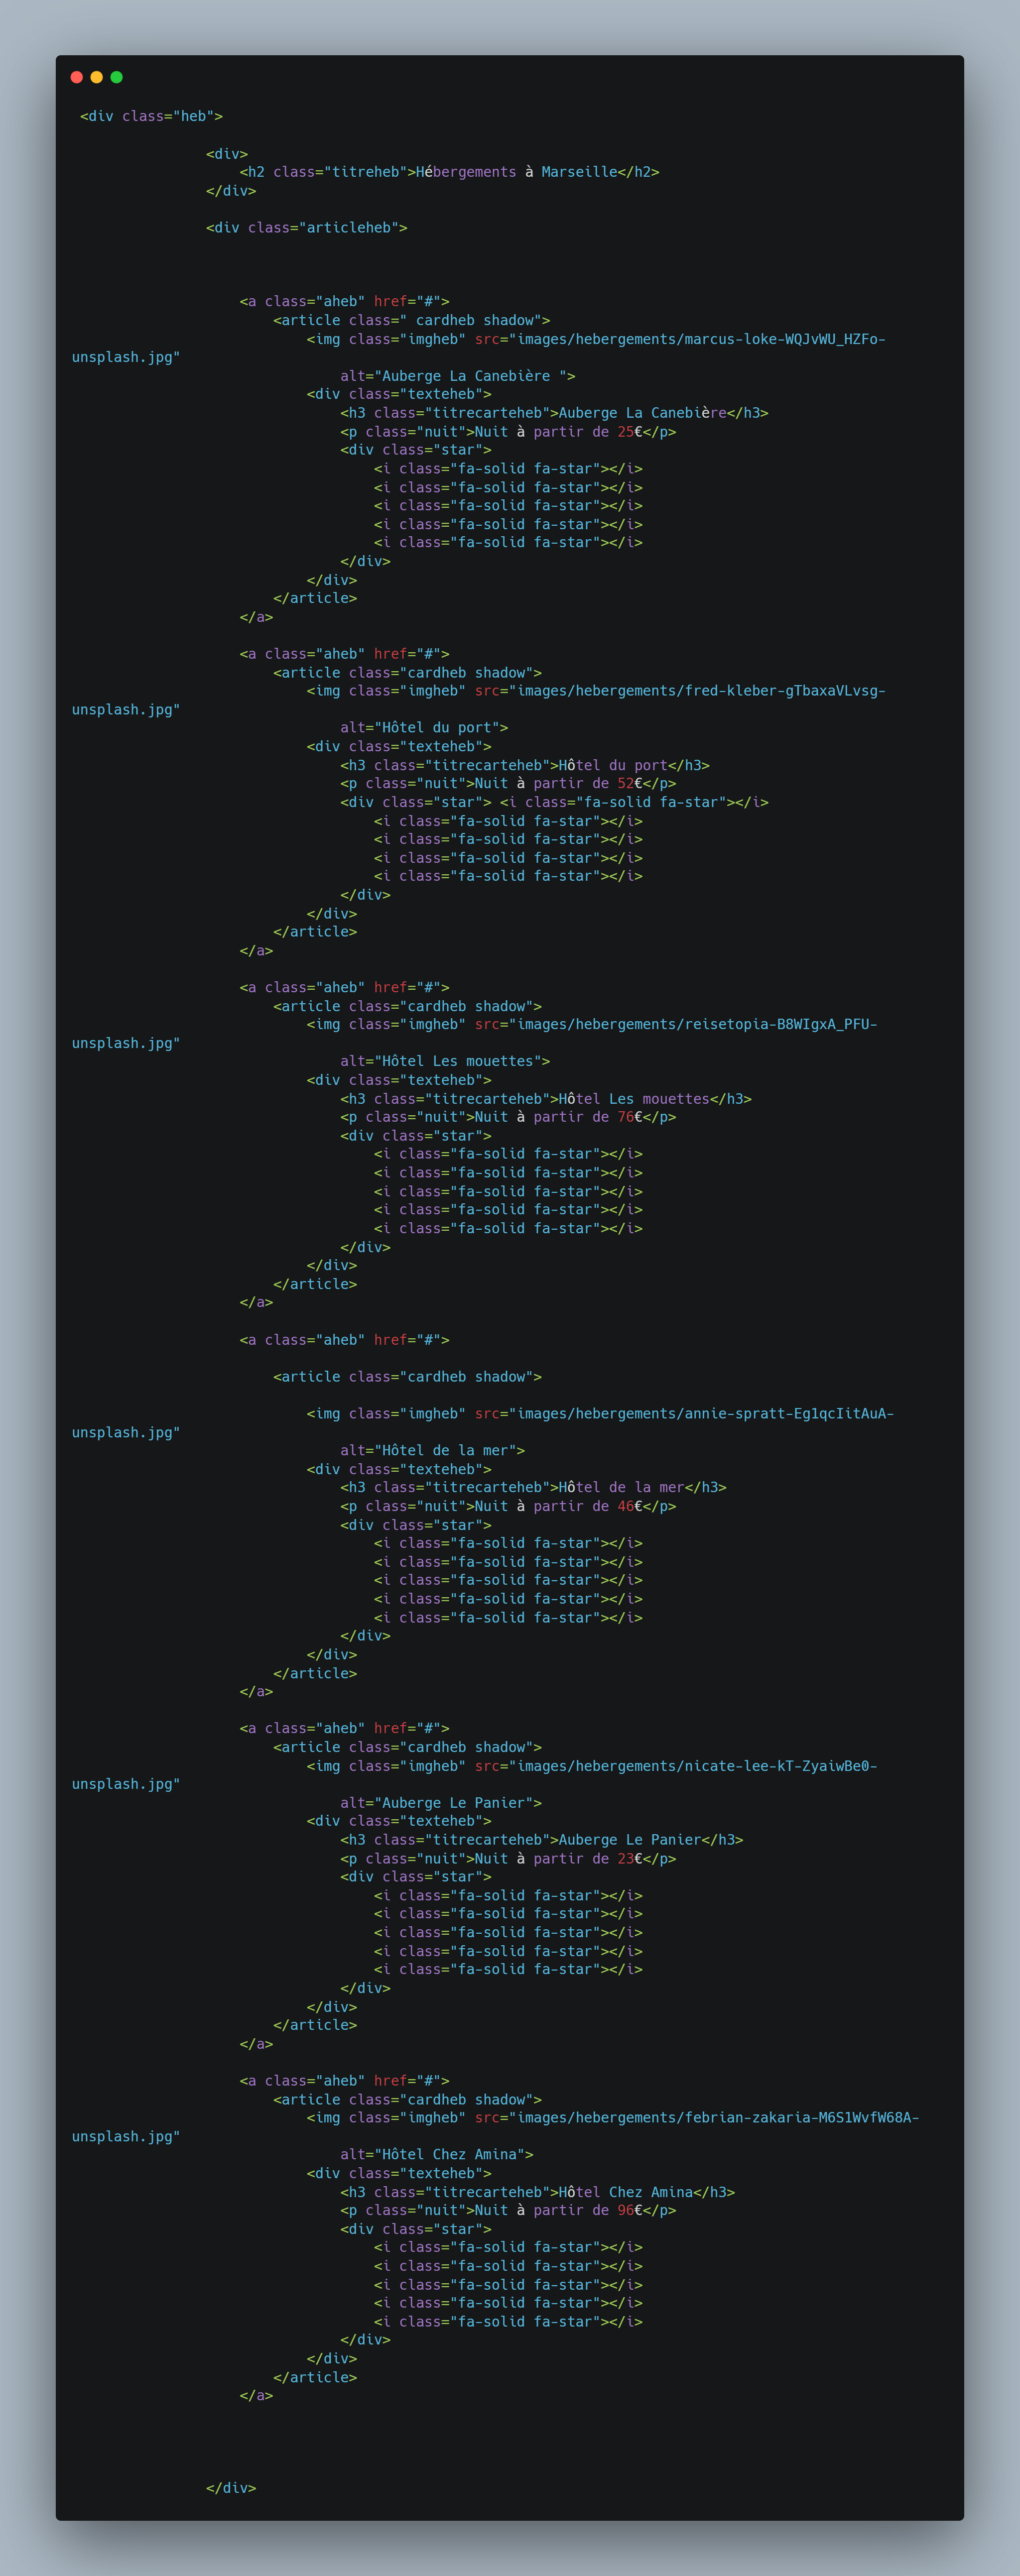 <div class="heb">
<div>
<h2 class="titreheb">Hébergements à Marseille</h2>
</div>
<div class="articleheb">
<a class="aheb" href="#">
<article class=" cardheb shadow">
<img class="imgheb" src="images/hebergements/marcus-loke-WQJvWU_HZFo-
unsplash.jpg"
alt="Auberge La Canebière ">
<div class="texteheb">
<h3 class="titrecarteheb">Auberge La Canebière</h3>
<p class="nuit">Nuit à partir de 25€</p>
<div class="star">
<i class="fa-solid fa-star"></i>
<i class="fa-solid fa-star"></i>
<i class="fa-solid fa-star"></i>
<i class="fa-solid fa-star"></i>
<i class="fa-solid fa-star"></i>
</div>
</div>
</article>
</a>
<a class="aheb" href="#">
<article class="cardheb shadow">
<img class="imgheb" src="images/hebergements/fred-kleber-gTbaxaVLvsg-
unsplash.jpg"
alt="Hôtel du port">
<div class="texteheb">
<h3 class="titrecarteheb">Hôtel du port</h3>
<p class="nuit">Nuit à partir de 52€</p>
<div class="star"> <i class="fa-solid fa-star"></i>
<i class="fa-solid fa-star"></i>
<i class="fa-solid fa-star"></i>
<i class="fa-solid fa-star"></i>
<i class="fa-solid fa-star"></i>
</div>
</div>
</article>
</a>
<a class="aheb" href="#">
<article class="cardheb shadow">
<img class="imgheb" src="images/hebergements/reisetopia-B8WIgxA_PFU-
unsplash.jpg"
alt="Hôtel Les mouettes">
<div class="texteheb">
<h3 class="titrecarteheb">Hôtel Les mouettes</h3>
<p class="nuit">Nuit à partir de 76€</p>
<div class="star">
<i class="fa-solid fa-star"></i>
<i class="fa-solid fa-star"></i>
<i class="fa-solid fa-star"></i>
<i class="fa-solid fa-star"></i>
<i class="fa-solid fa-star"></i>
</div>
</div>
</article>
</a>
<a class="aheb" href="#">
<article class="cardheb shadow">
<img class="imgheb" src="images/hebergements/annie-spratt-Eg1qcIitAuA-
unsplash.jpg"
alt="Hôtel de la mer">
<div class="texteheb">
<h3 class="titrecarteheb">Hôtel de la mer</h3>
<p class="nuit">Nuit à partir de 46€</p>
<div class="star">
<i class="fa-solid fa-star"></i>
<i class="fa-solid fa-star"></i>
<i class="fa-solid fa-star"></i>
<i class="fa-solid fa-star"></i>
<i class="fa-solid fa-star"></i>
</div>
</div>
</article>
</a>
<a class="aheb" href="#">
<article class="cardheb shadow">
<img class="imgheb" src="images/hebergements/nicate-lee-kT-ZyaiwBe0-
unsplash.jpg"
alt="Auberge Le Panier">
<div class="texteheb">
<h3 class="titrecarteheb">Auberge Le Panier</h3>
<p class="nuit">Nuit à partir de 23€</p>
<div class="star">
<i class="fa-solid fa-star"></i>
<i class="fa-solid fa-star"></i>
<i class="fa-solid fa-star"></i>
<i class="fa-solid fa-star"></i>
<i class="fa-solid fa-star"></i>
</div>
</div>
</article>
</a>
<a class="aheb" href="#">
<article class="cardheb shadow">
<img class="imgheb" src="images/hebergements/febrian-zakaria-M6S1WvfW68A-
unsplash.jpg"
alt="Hôtel Chez Amina">
<div class="texteheb">
<h3 class="titrecarteheb">Hôtel Chez Amina</h3>
<p class="nuit">Nuit à partir de 96€</p>
<div class="star">
<i class="fa-solid fa-star"></i>
<i class="fa-solid fa-star"></i>
<i class="fa-solid fa-star"></i>
<i class="fa-solid fa-star"></i>
<i class="fa-solid fa-star"></i>
</div>
</div>
</article>
</a>
</div>